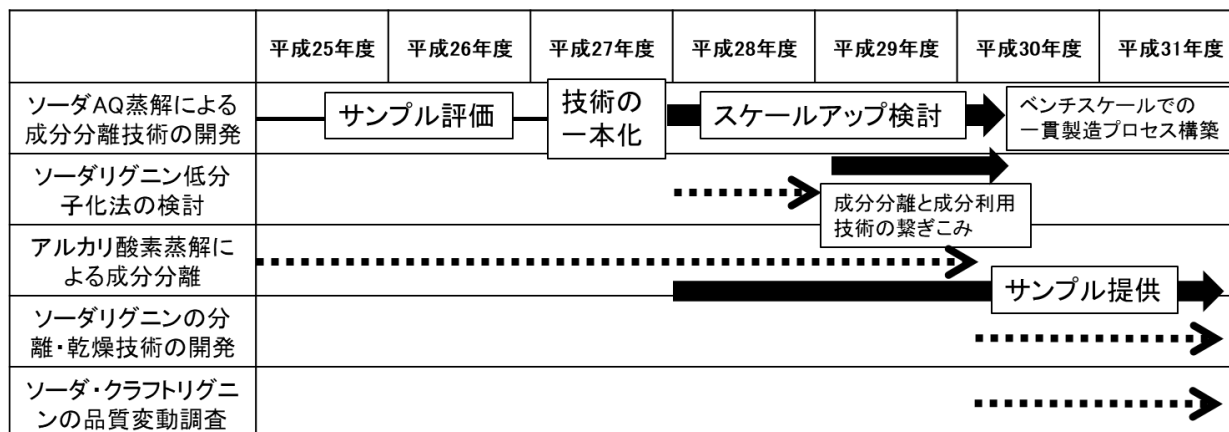 平成25年度 平成26年度 平成27年度 平成28年度 平成29年度 平成30年度 平成31年度
ソーダAQ蒸解による
成分分離技術の開発
サンプル評価
技術の
一本化
スケールアップ検討
ベンチスケールでの
一貫製造プロセス構築
ソーダリグニン低分
子化法の検討
成分分離と成分利用
技術の繋ぎこみ
アルカリ酸素蒸解に
よる成分分離
サンプル提供
ソーダリグニンの分
離・乾燥技術の開発
ソーダ・クラフトリグニ
ンの品質変動調査